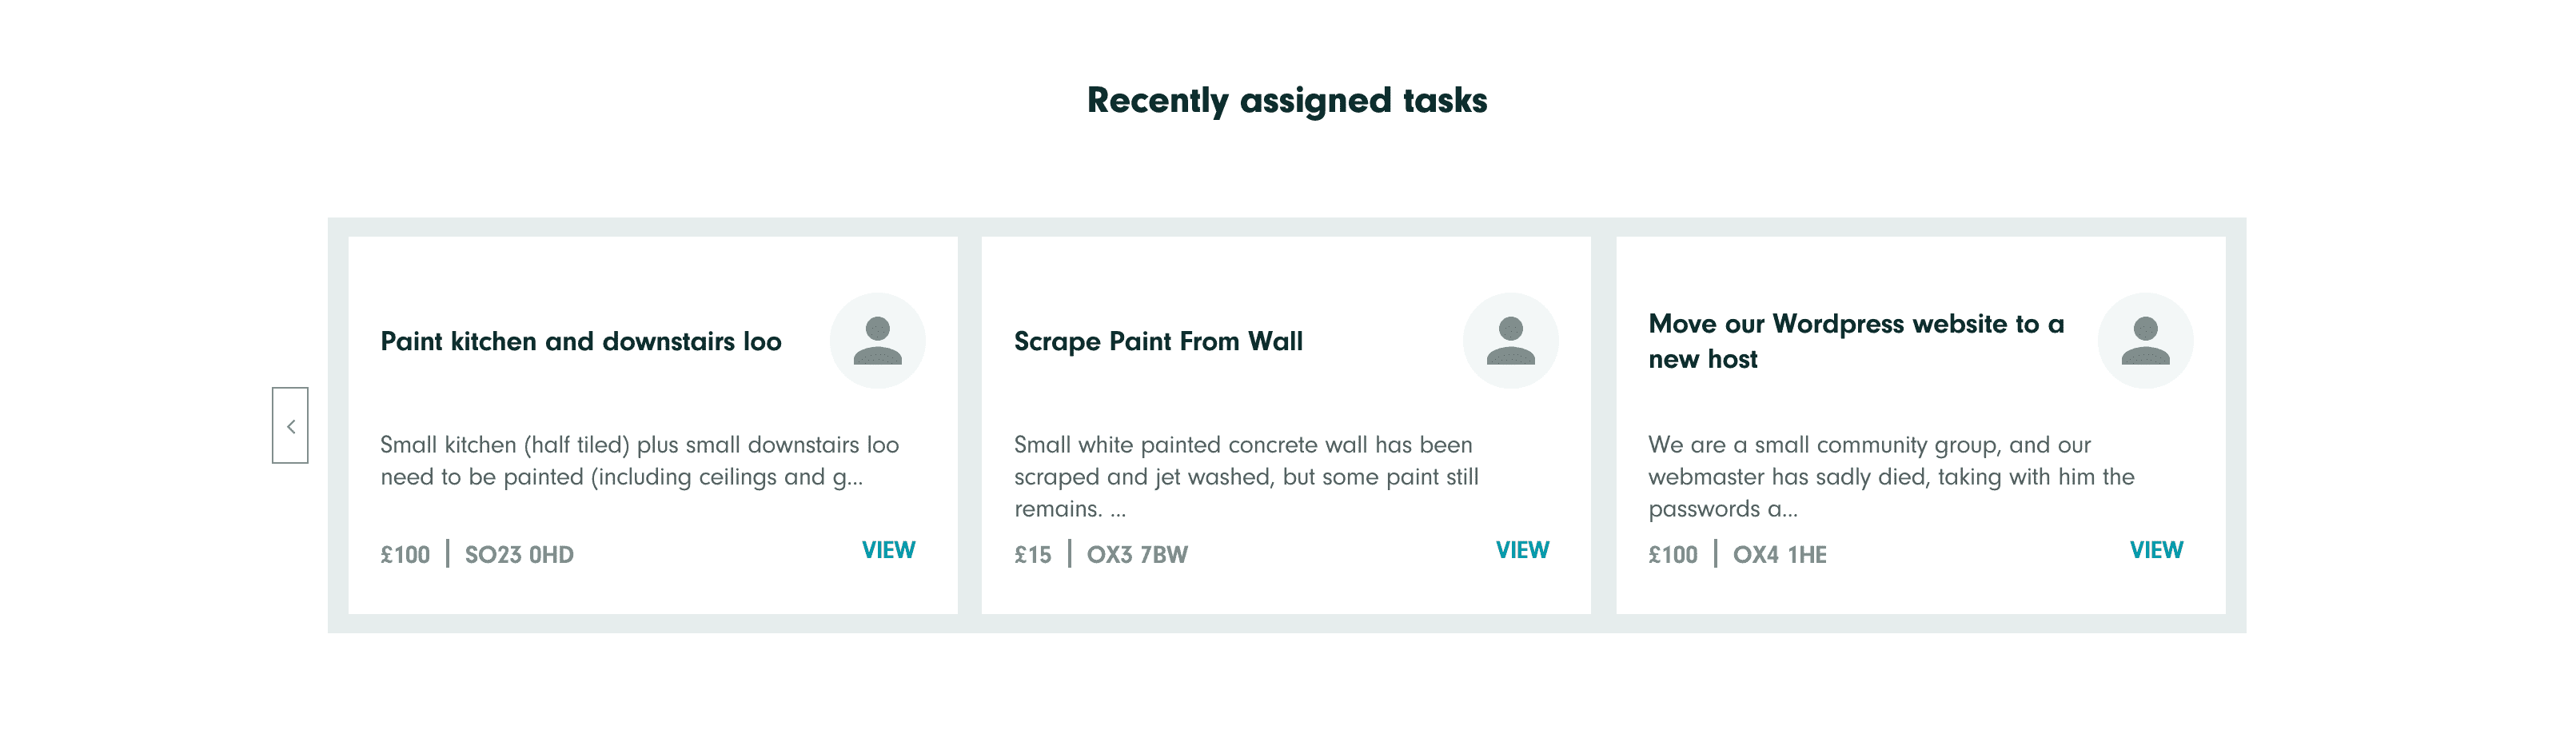 Recently assigned tasks
Paint kitchen and downstairs loo
Small kitchen (half tiled) plus small downstairs loo
need to be painted (including ceilings and g...
£100 | SO23 0HD
VIEW
Scrape Paint From Wall
Small white painted concrete wall has been
scraped and jet washed, but some paint still
remains. ...
£15 | OX3 7BW
VIEW
Move our Wordpress website to a
new host
We are a small community group, and our
webmaster has sadly died, taking with him the
passwords a...
£100 | OX4 1HE
VIEW